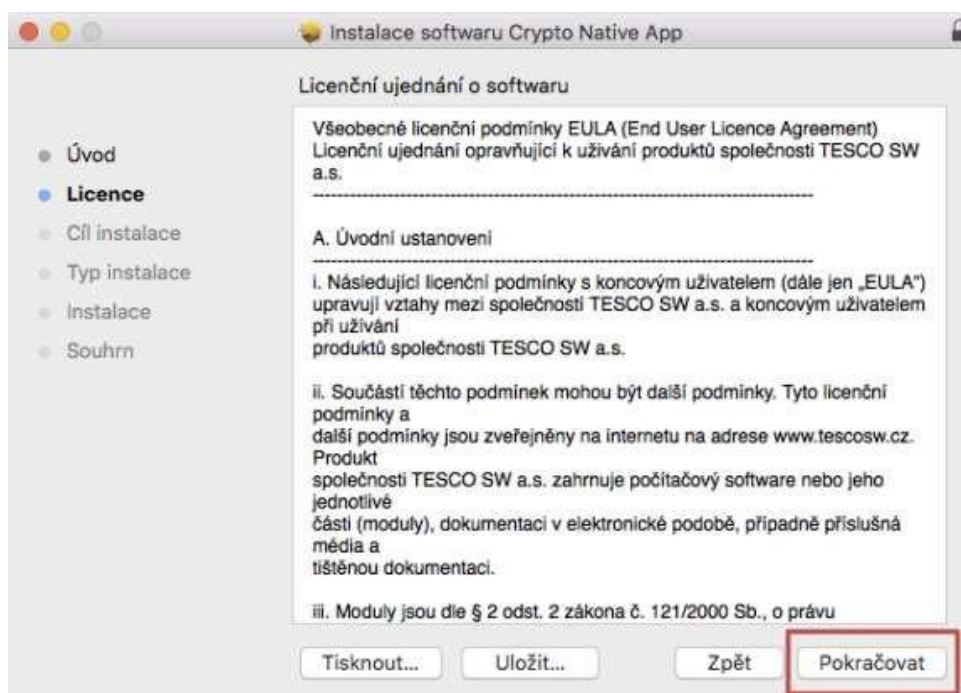 Instalace softwaru Crypto Native App
Licenční ujednání o softwaru
Úvod
Licence
Cíl instalace
Typ instalace
Instalace
Souhrn
Všeobecné licenční podmínky EULA (End User Licence Agreement)
Licenční ujednání opravňující k užívání produktů společnosti TESCO SW
a.s.
--------------------------------------------------------------------------------
A. Úvodní ustanovení
--------------------------------------------------------------------------------
i. Následující licenční podmínky s koncovým uživatelem (dále jen „EULA")
upravují vztahy mezi společností TESCO SW a.s. a koncovým uživatelem
při užívání
produktů společnosti TESCO SW a.s.
ii. Součástí těchto podmínek mohou být další podmínky. Tyto licenční
podmínky a
další podmínky jsou zveřejněny na internetu na adrese www.tescosw.cz.
Produkt
společnosti TESCO SW a.s. zahrnuje počítačový software nebo jeho
jednotlivé
části (moduly), dokumentaci v elektronické podobě, případně příslušná
média a
tištěnou dokumentaci.
iii. Moduly jsou dle § 2 odst. 2 zákona č. 121/2000 Sb., o právu
Tisknout... Uložit... Zpět Pokračovat